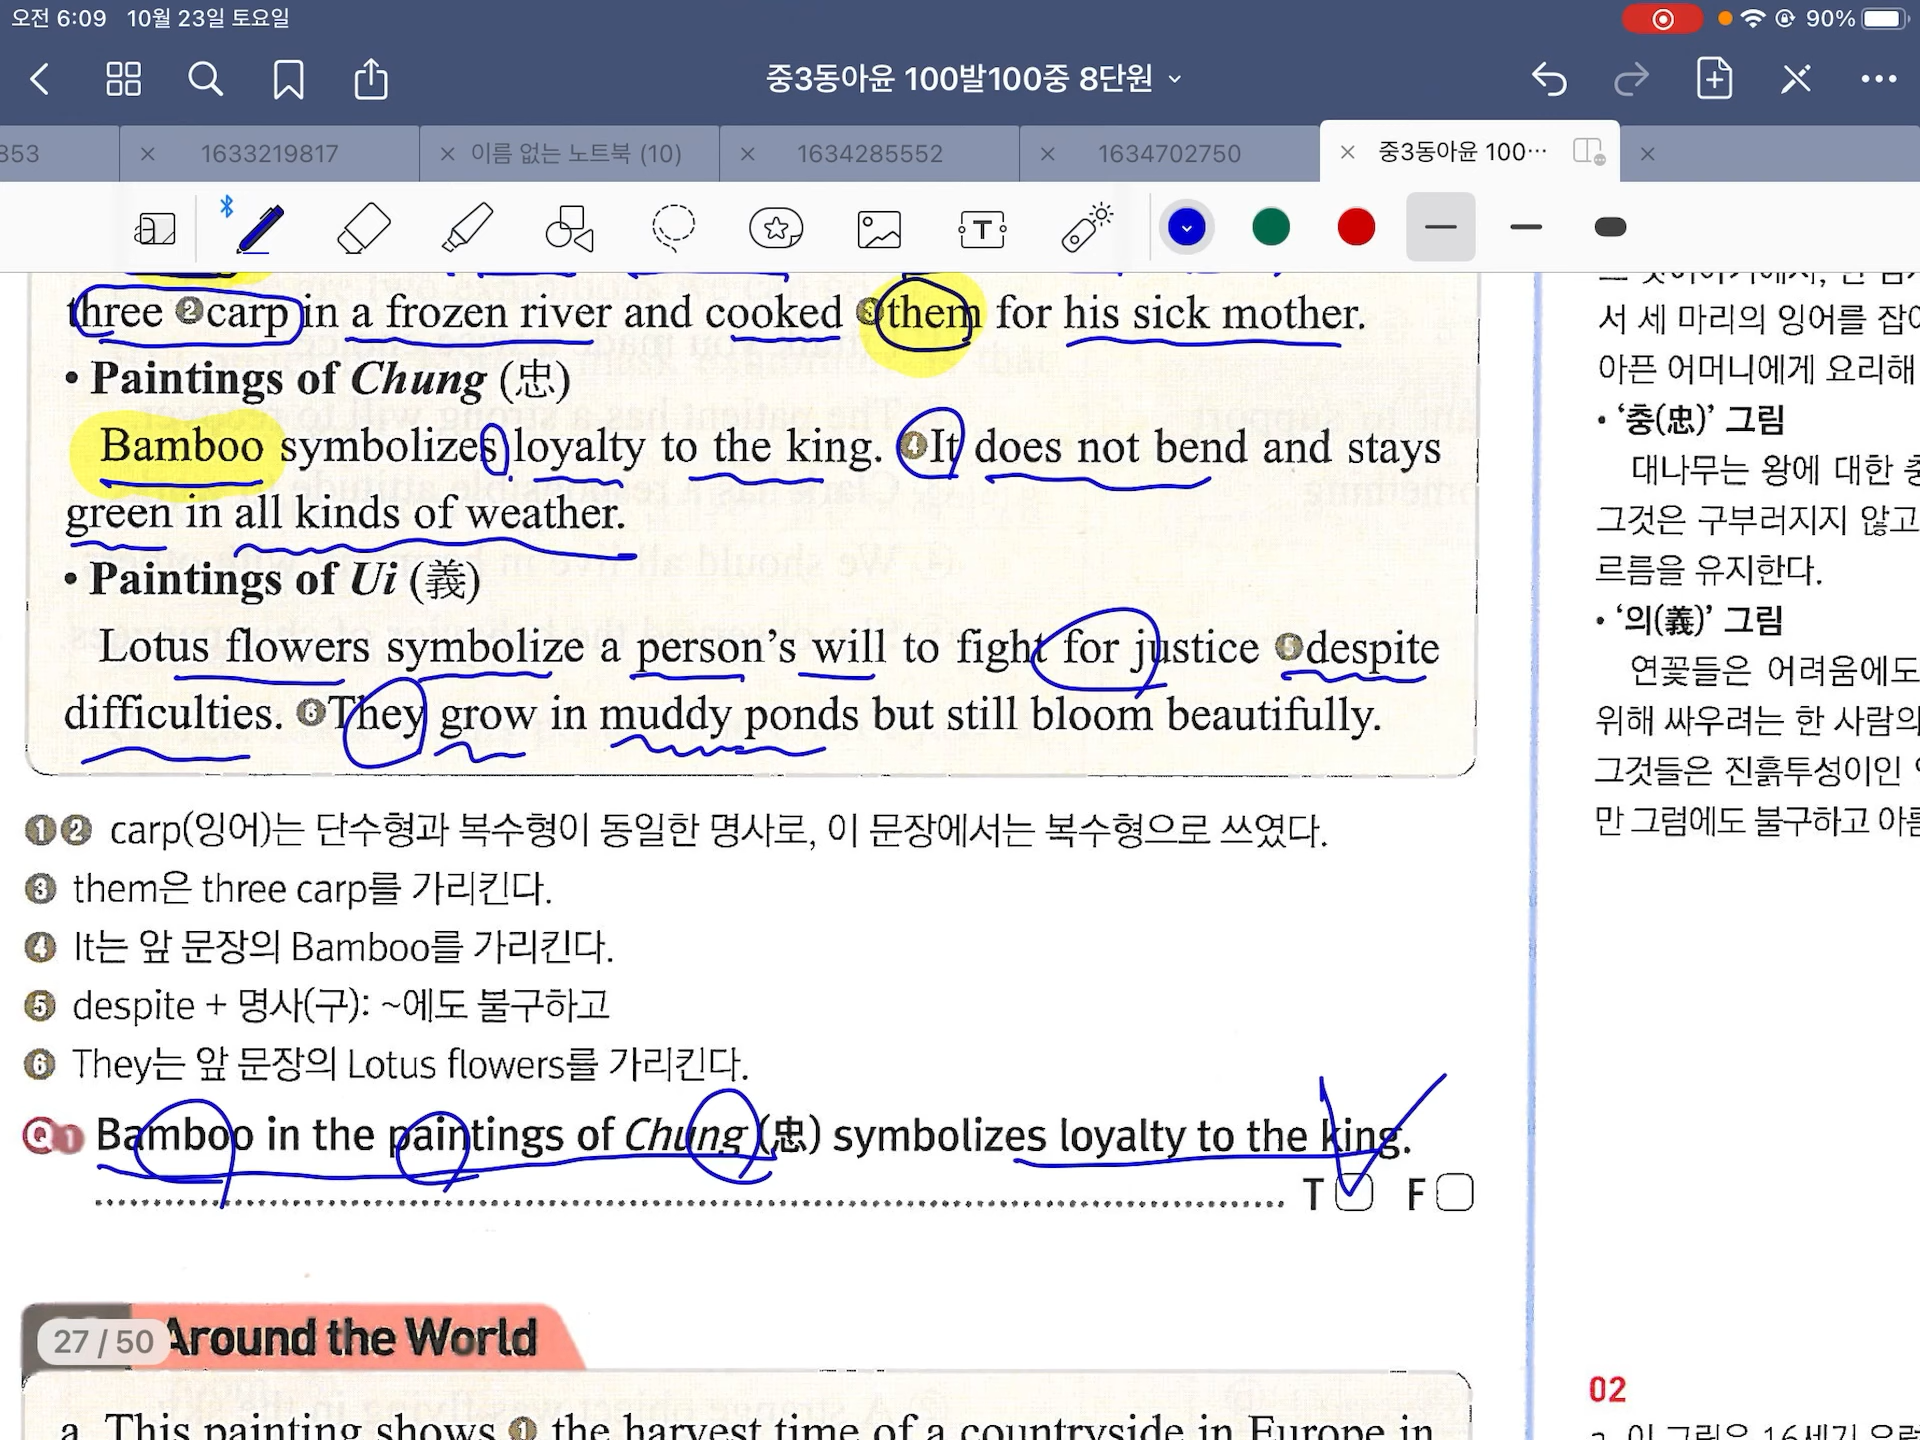 오전 6:09 10월 23일 토요일
90%
중3동아윤 100발100중 8단원
353
1633219817
이름 없는 노트북 (10)
1634285552
1634702750
중3동아윤 100…
three ②carp in a frozen river and cooked ③them for his sick mother.
• Paintings of Chung (忠)
Bamboo symbolizes loyalty to the king. ④It does not bend and stays
green in all kinds of weather.
• Paintings of Ui (義)
Lotus flowers symbolize a person's will to fight for justice ⑤despite
difficulties. ⑥They grow in muddy ponds but still bloom beautifully.
①② carp(잉어)는 단수형과 복수형이 동일한 명사로, 이 문장에서는 복수형으로 쓰였다.
③ them은 three carp를 가리킨다.
④ It는 앞 문장의 Bamboo를 가리킨다.
⑤ despite + 명사(구): ~에도 불구하고
⑥ They는 앞 문장의 Lotus flowers를 가리킨다.
Q1 Bamboo in the paintings of Chung (忠) symbolizes loyalty to the king.
T F
27 / 50
Around the World
a. This painting shows ① the harvest time of a countryside in Europe in
서 세 마리의 잉어를 잡아
아픈 어머니에게 요리해
• '충(忠)' 그림
대나무는 왕에 대한 충
그것은 구부러지지 않고
르름을 유지한다.
• '의(義)' 그림
연꽃들은 어려움에도
위해 싸우려는 한 사람의
그것들은 진흙투성이인
만 그럼에도 불구하고 아름
02
a. 이 그림은 16세기 유럽